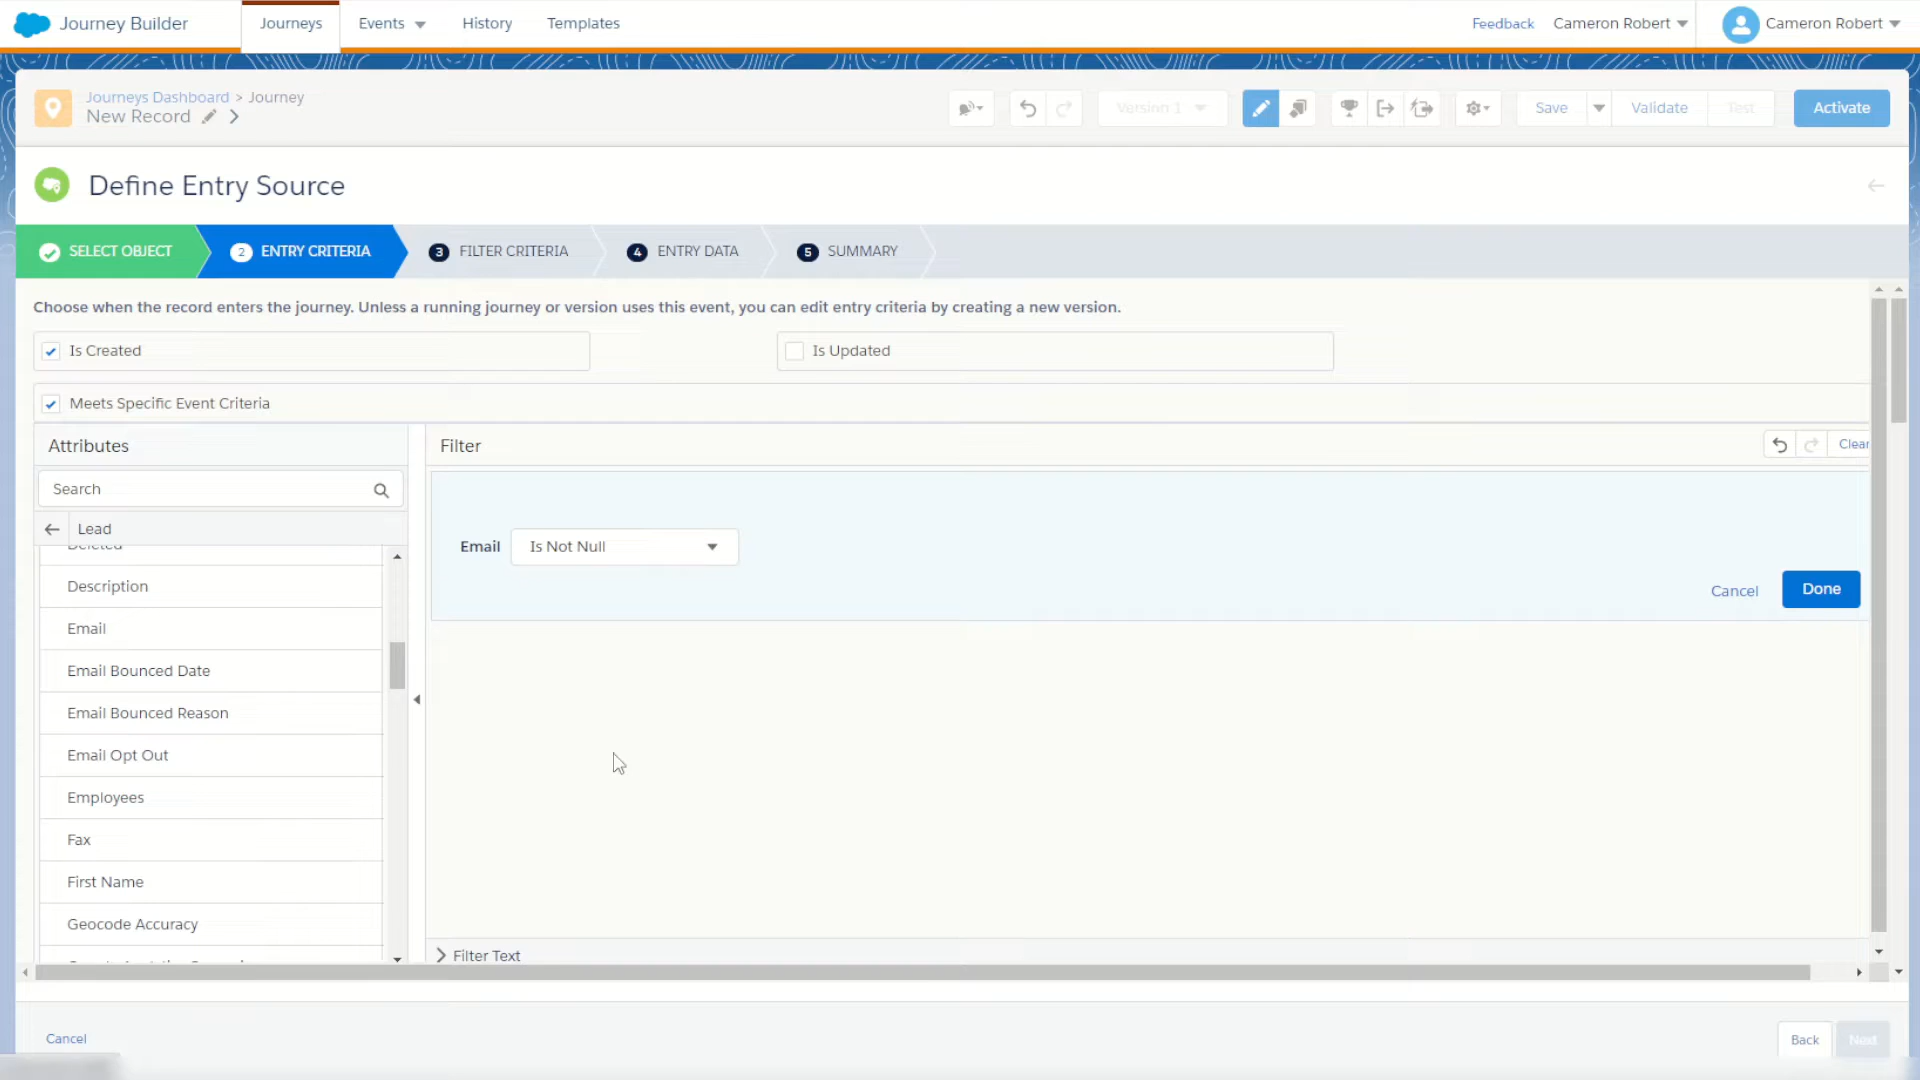 Journey Builder
Journeys
Events
History
Templates
Feedback
Cameron Robert
Cameron Robert
Journeys Dashboard > Journey
New Record
Version 1
Save
Validate
Test
Activate
Define Entry Source
SELECT OBJECT
2 ENTRY CRITERIA
3 FILTER CRITERIA
4 ENTRY DATA
5 SUMMARY
Choose when the record enters the journey. Unless a running journey or version uses this event, you can edit entry criteria by creating a new version.
Is Created
Is Updated
Meets Specific Event Criteria
Attributes
Filter
Clear
Search
Lead
Deleted
Description
Email
Email Bounced Date
Email Bounced Reason
Email Opt Out
Employees
Fax
First Name
Geocode Accuracy
Email
Is Not Null
Cancel
Done
Filter Text
Cancel
Back
Next